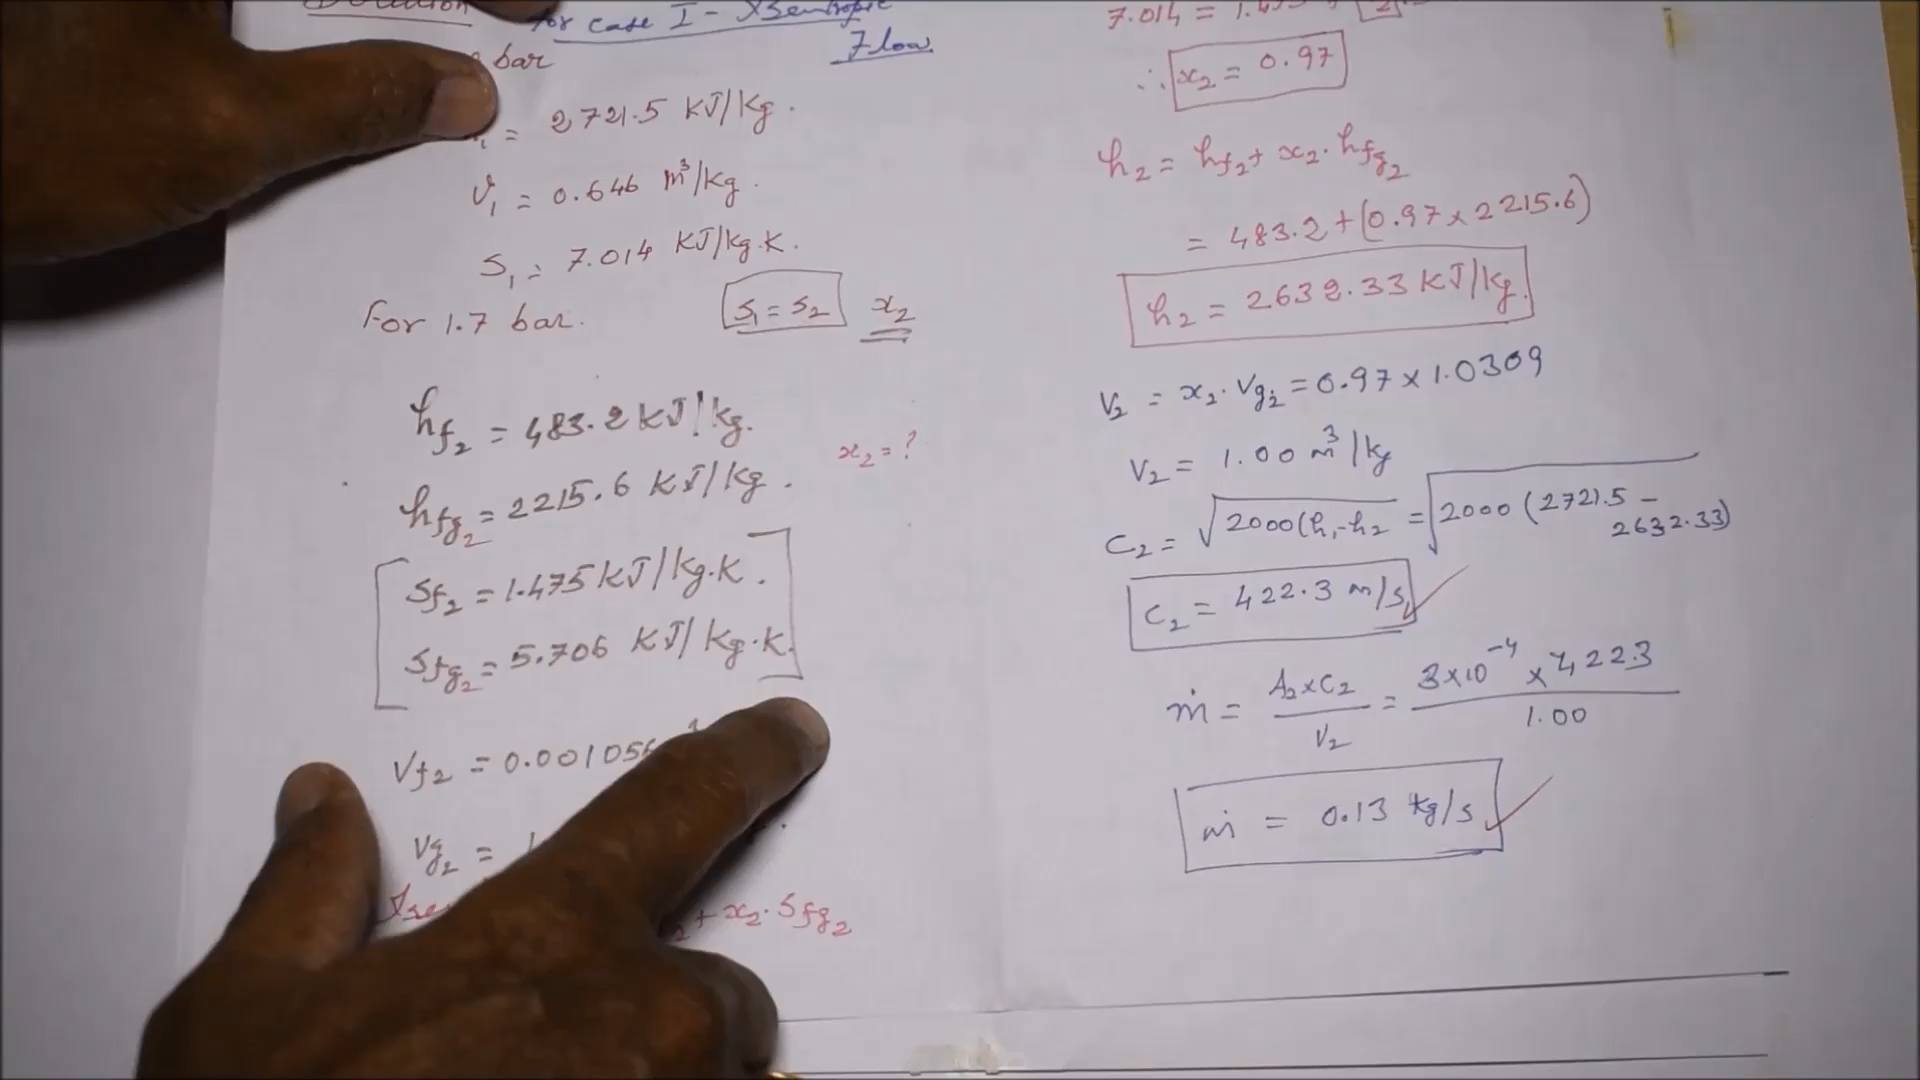 Solution for case I - Isentropic
Flow
bar
= 2721.5 KJ/kg.
v₁ = 0.646 m³/kg.
S₁ = 7.014 KJ/kg.K.
For 1.7 bar. S₁ = S₂ x₂
hf₂ = 483.2 KJ/kg. x₂ = ?
hfg₂ = 2215.6 KJ/kg.
Sf₂ = 1.475 KJ/kg.K.
Sfg₂ = 5.706 KJ/kg.K.
Vf₂ = 0.001056
Vg₂ = 1
+ x₂. Sfg₂
7.014 =
∴ x₂ = 0.97
h₂ = hf₂ + x₂. hfg₂
= 483.2 + (0.97 x 2215.6)
h₂ = 2632.33 KJ/kg.
V₂ = x₂. Vg₂ = 0.97 x 1.0309
V₂ = 1.00 m³/kg
C₂ = √2000(h₁-h₂ = √2000 (2721.5 -
2632.33)
C₂ = 422.3 m/s
ṁ = A₂xC₂ / V₂ = 3x10⁻⁴ x 422.3 / 1.00
ṁ = 0.13 kg/s